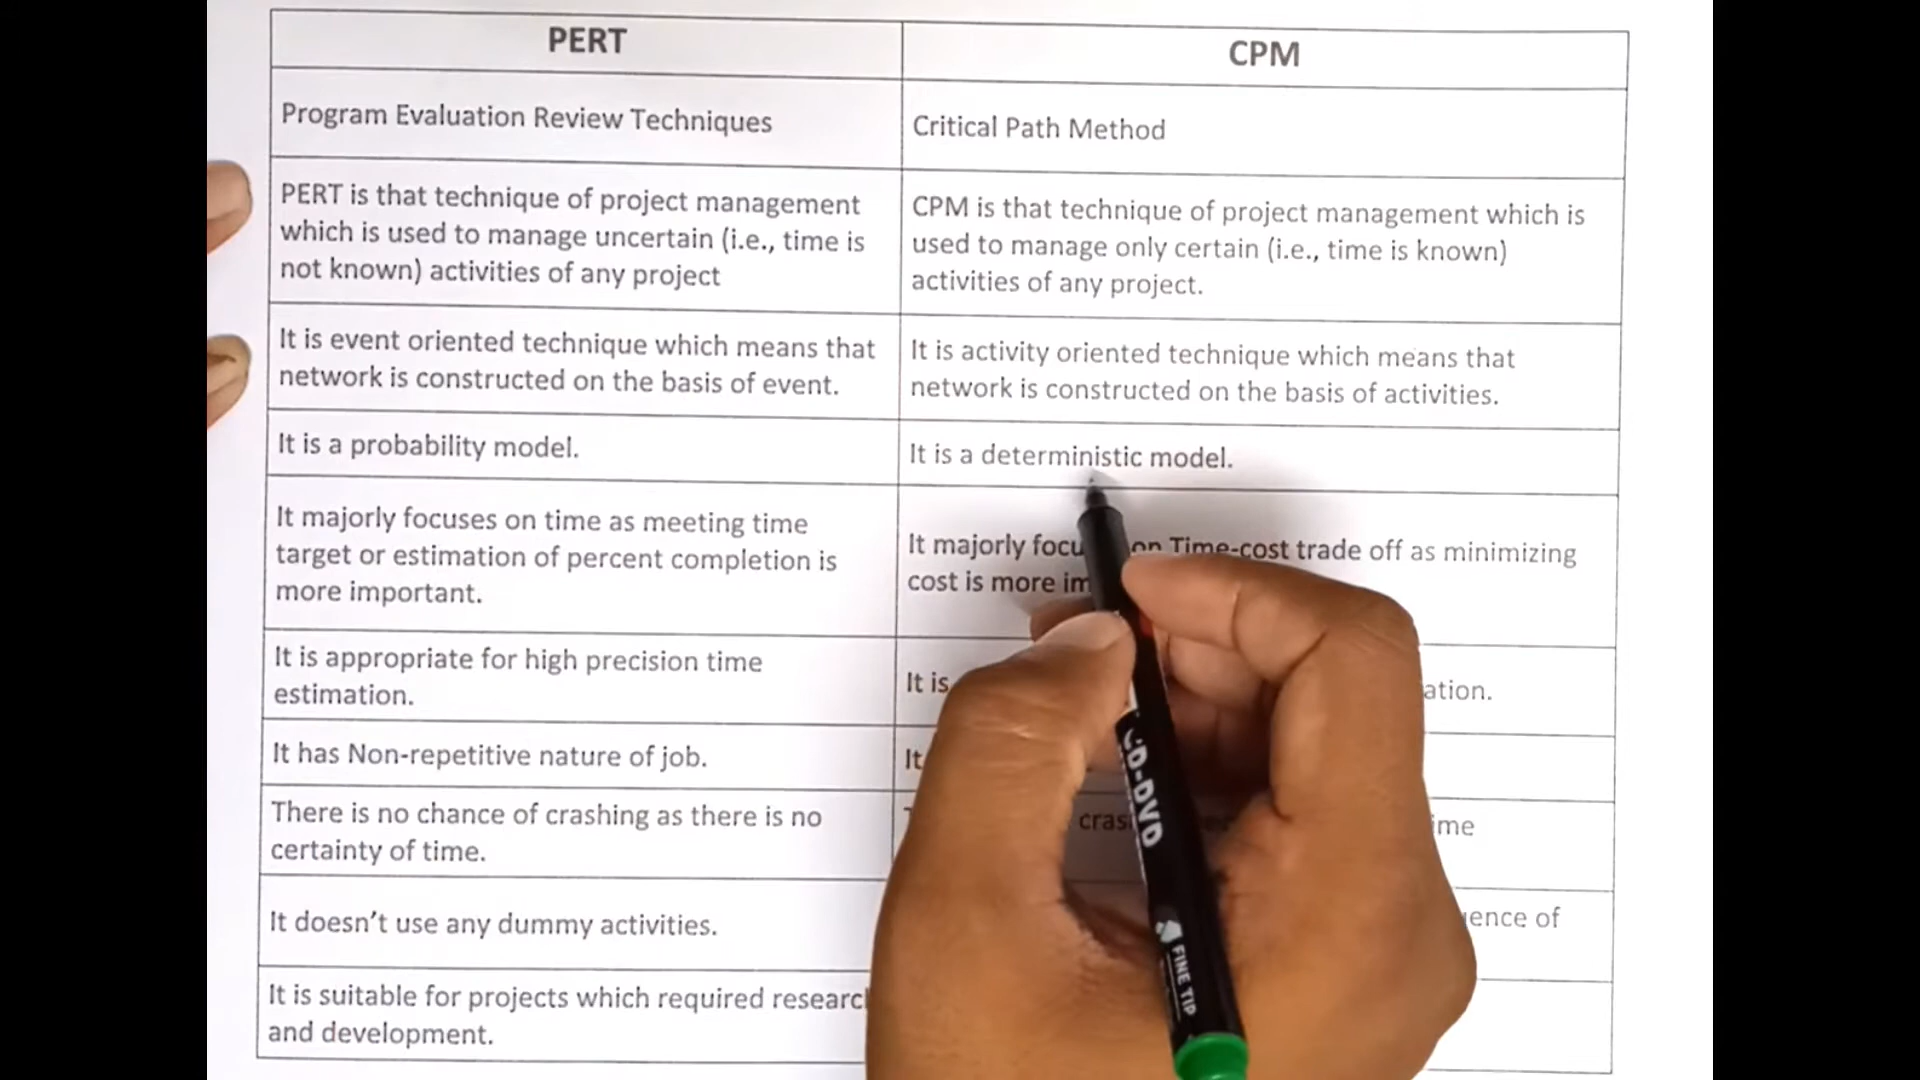 PERT
CPM
Program Evaluation Review Techniques
Critical Path Method
PERT is that technique of project management
which is used to manage uncertain (i.e., time is
not known) activities of any project
CPM is that technique of project management which is
used to manage only certain (i.e., time is known)
activities of any project.
It is event oriented technique which means that
network is constructed on the basis of event.
It is activity oriented technique which means that
network is constructed on the basis of activities.
It is a probability model.
It is a deterministic model.
It majorly focuses on time as meeting time
target or estimation of percent completion is
more important.
It majorly on Time-cost trade off as minimizing
cost is more
It is appropriate for high precision time
estimation.
It is
It has Non-repetitive nature of job.
It
There is no chance of crashing as there is no
certainty of time.
It doesn't use any dummy activities.
of
It is suitable for projects which required
and development.
CD-DVD
FINE TIP